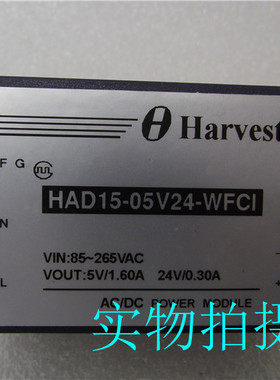 Harvest
F G
HAD15-05V24-WFCI
N
VIN:85~265VAC
VOUT:5V/1.60A 24V/0.30A
L
AC/DC POWER MODULE
实物拍摄